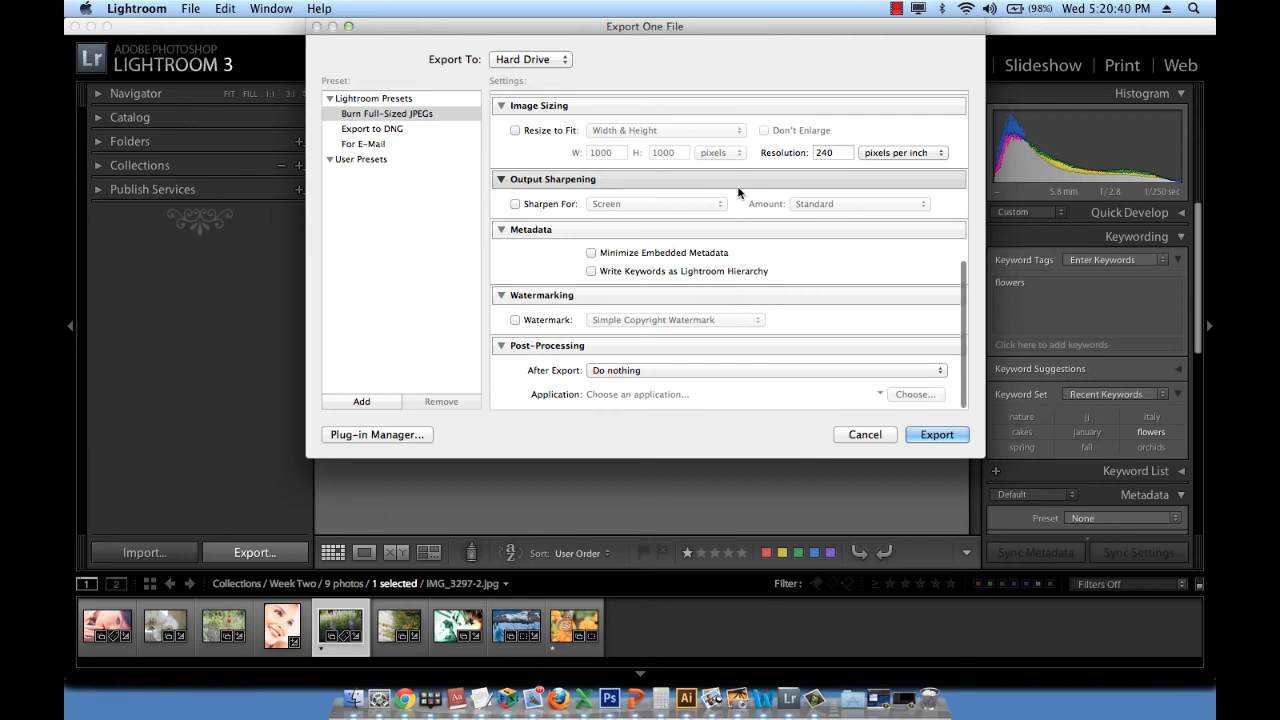 Lightroom File Edit Window Help (98%) Wed 5:20:40 PM
Export One File
Lr ADOBE PHOTOSHOP
LIGHTROOM 3
Slideshow | Print | Web
Export To: Hard Drive
Preset: Settings:
Navigator FIT FILL 1:1 3:1
Histogram
Lightroom Presets
Burn Full-Sized JPEGs
Export to DNG
For E-Mail
User Presets
Image Sizing
Resize to Fit: Width & Height Don't Enlarge
W: 1000 H: 1000 pixels Resolution: 240 pixels per inch
Catalog
Folders
Collections
Publish Services
Output Sharpening
Sharpen For: Screen Amount: Standard
Metadata
Minimize Embedded Metadata
Write Keywords as Lightroom Hierarchy
Watermarking
Watermark: Simple Copyright Watermark
Post-Processing
After Export: Do nothing
Application: Choose an application... Choose...
Add Remove
Plug-in Manager... Cancel Export
5.8 mm f / 2.8 1/250 sec
Custom Quick Develop
Keywording
Keyword Tags Enter Keywords
flowers
Click here to add keywords
Keyword Suggestions
Keyword Set Recent Keywords
nature jj italy
cakes january flowers
spring fall orchids
Keyword List
Default Metadata
Preset None
Import... Export... XY Sort: User Order Sync Metadata Sync Settings
1 2 Collections / Week Two / 9 photos / 1 selected / IMG_3297-2.jpg Filter: Filters Off
Ps Ai Lr